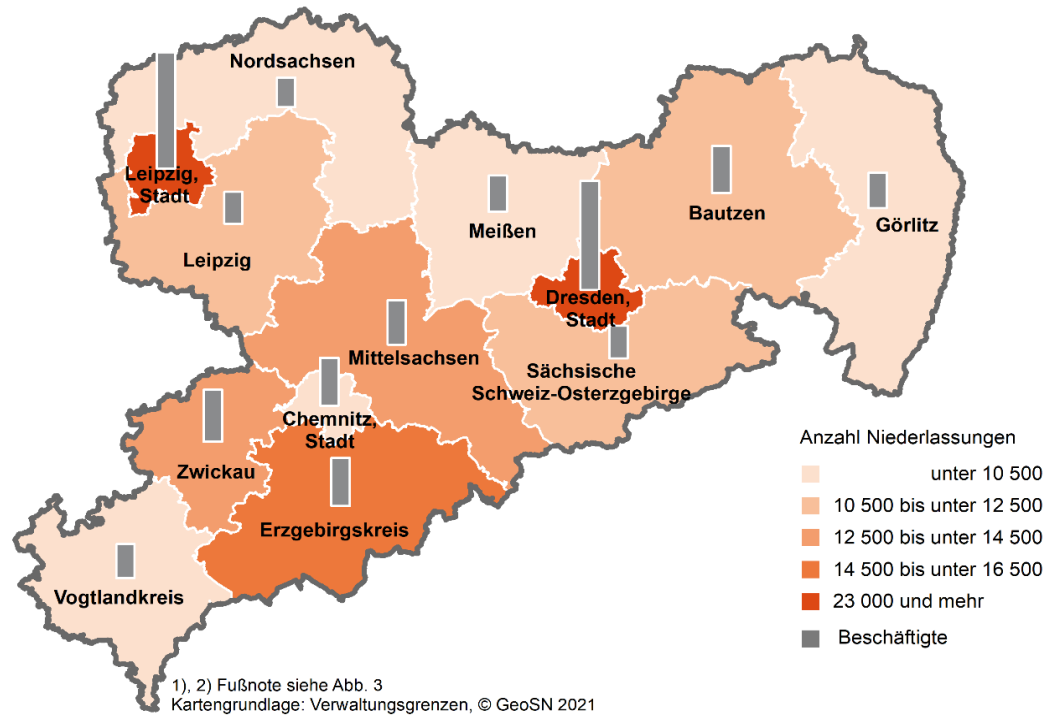 Nordsachsen
Leipzig,
Stadt
Leipzig
Meißen
Bautzen
Görlitz
Dresden,
Stadt
Mittelsachsen
Sächsische
Schweiz-Osterzgebirge
Chemnitz,
Stadt
Zwickau
Erzgebirgskreis
Vogtlandkreis
Anzahl Niederlassungen
unter 10 500
10 500 bis unter 12 500
12 500 bis unter 14 500
14 500 bis unter 16 500
23 000 und mehr
Beschäftigte
1), 2) Fußnote siehe Abb. 3
Kartengrundlage: Verwaltungsgrenzen, © GeoSN 2021